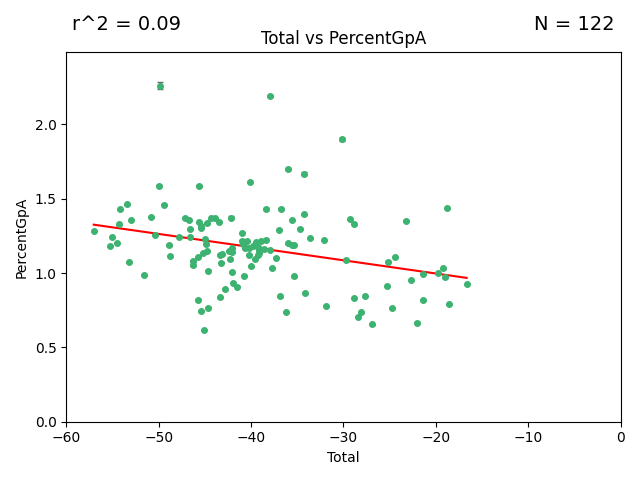 r^2 = 0.09
N = 122
Total vs PercentGpA
PercentGpA
2.0
1.5
1.0
0.5
0.0
−60
−50
−40
−30
−20
−10
0
Total